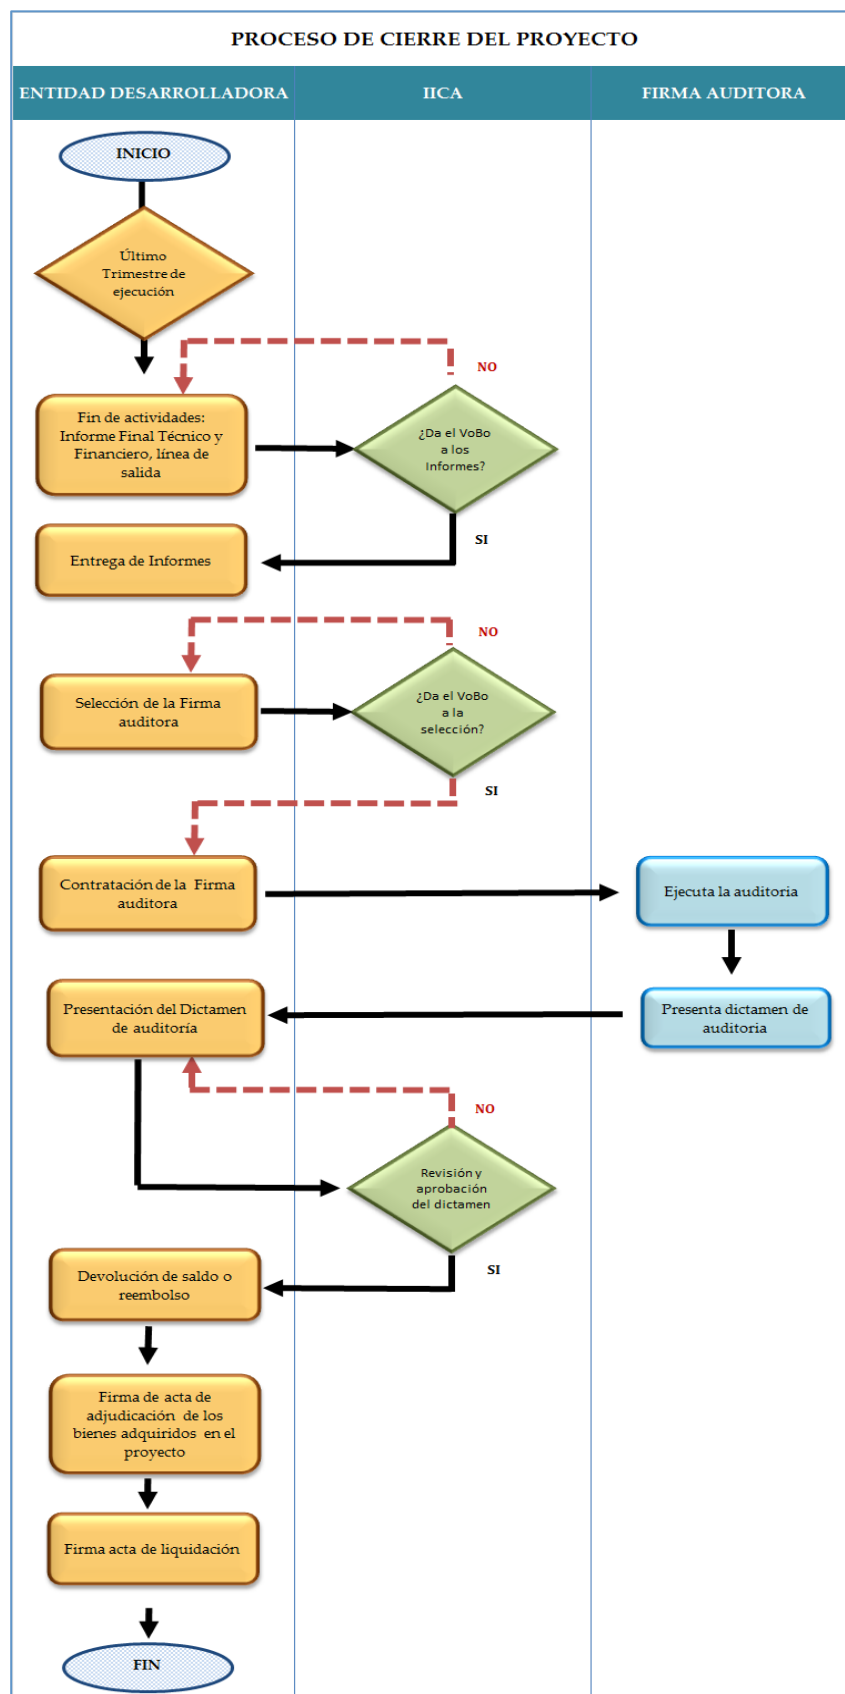 PROCESO DE CIERRE DEL PROYECTO
ENTIDAD DESARROLLADORA
IICA
FIRMA AUDITORA
INICIO
Último
Trimestre de
ejecución
NO
Fin de actividades:
Informe Final Técnico y
Financiero, línea de
salida
¿Da el VoBo
a los
Informes?
SI
Entrega de Informes
NO
Selección de la Firma
auditora
¿Da el VoBo
a la
selección?
SI
Contratación de la Firma
auditora
Ejecuta la auditoria
Presentación del Dictamen
de auditoría
Presenta dictamen de
auditoria
NO
Revisión y
aprobación
del dictamen
SI
Devolución de saldo o
reembolso
Firma de acta de
adjudicación de los
bienes adquiridos en el
proyecto
Firma acta de liquidación
FIN